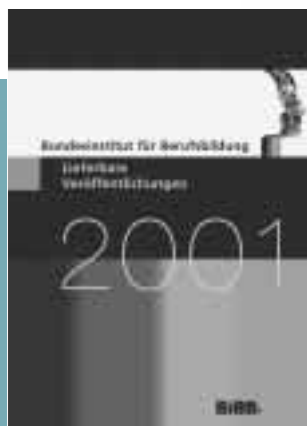 Bundesinstitut für Berufsbildung
Lieferbare
Veröffentlichungen
2001
BiBB.